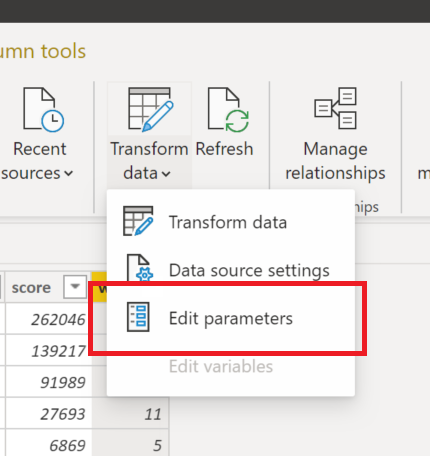 umn tools
Recent
sources
Transform
data
Refresh
Manage
relationships
m
ips
Transform data
Data source settings
Edit parameters
Edit variables
score
262046
139217
91989
27693 11
6869 5